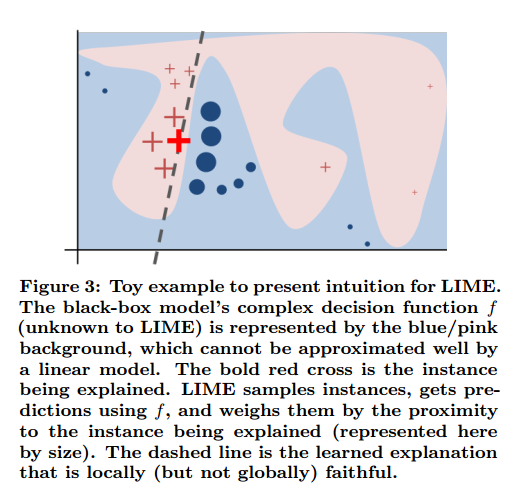 Figure 3: Toy example to present intuition for LIME.
The black-box model's complex decision function f
(unknown to LIME) is represented by the blue/pink
background, which cannot be approximated well by
a linear model. The bold red cross is the instance
being explained. LIME samples instances, gets pre-
dictions using f, and weighs them by the proximity
to the instance being explained (represented here
by size). The dashed line is the learned explanation
that is locally (but not globally) faithful.